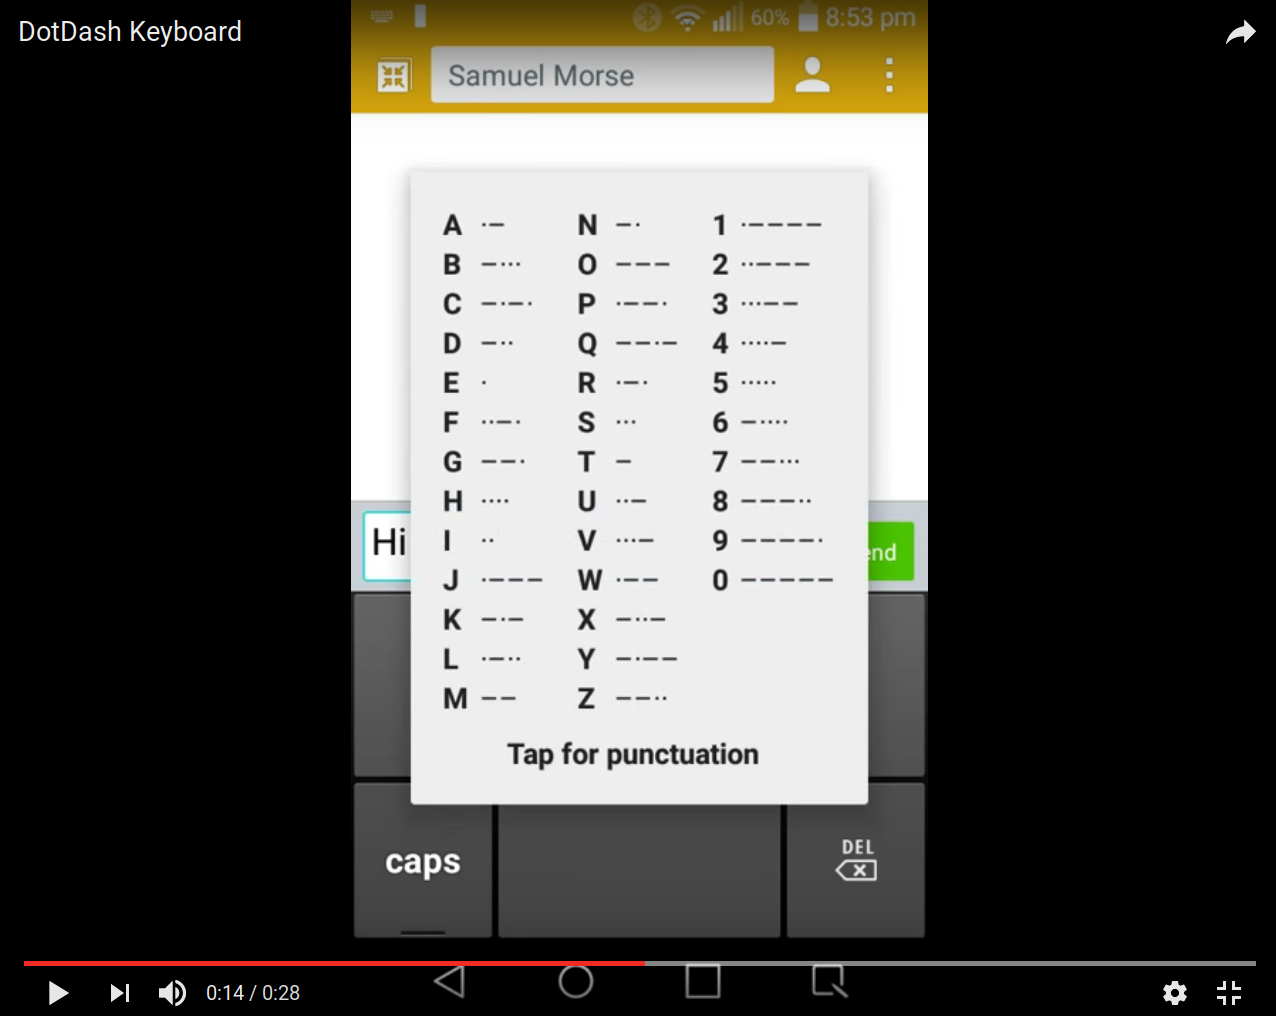 DotDash Keyboard
60% 8:53 pm
Samuel Morse
A ·– N –· 1 ·––––
B –··· O ––– 2 ··–––
C –·–· P ·––· 3 ···––
D –·· Q ––·– 4 ····–
E · R ·–· 5 ·····
F ··–· S ··· 6 –····
G ––· T – 7 ––···
H ···· U ··– 8 –––··
I ·· V ···– 9 ––––·
J ·––– W ·–– 0 –––––
K –·– X –··–
L ·–·· Y –·––
M –– Z ––··
Hi
end
Tap for punctuation
caps
DEL
0:14 / 0:28